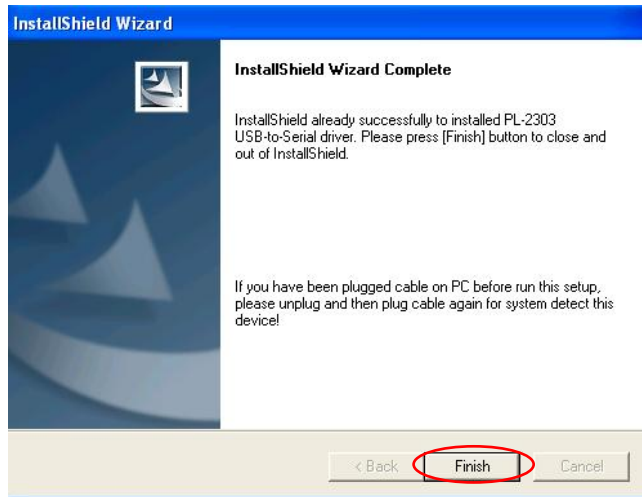 InstallShield Wizard
InstallShield Wizard Complete
InstallShield already successfully to installed PL-2303
USB-to-Serial driver. Please press [Finish] button to close and
out of InstallShield.
If you have been plugged cable on PC before run this setup,
please unplug and then plug cable again for system detect this
device!
< Back Finish Cancel